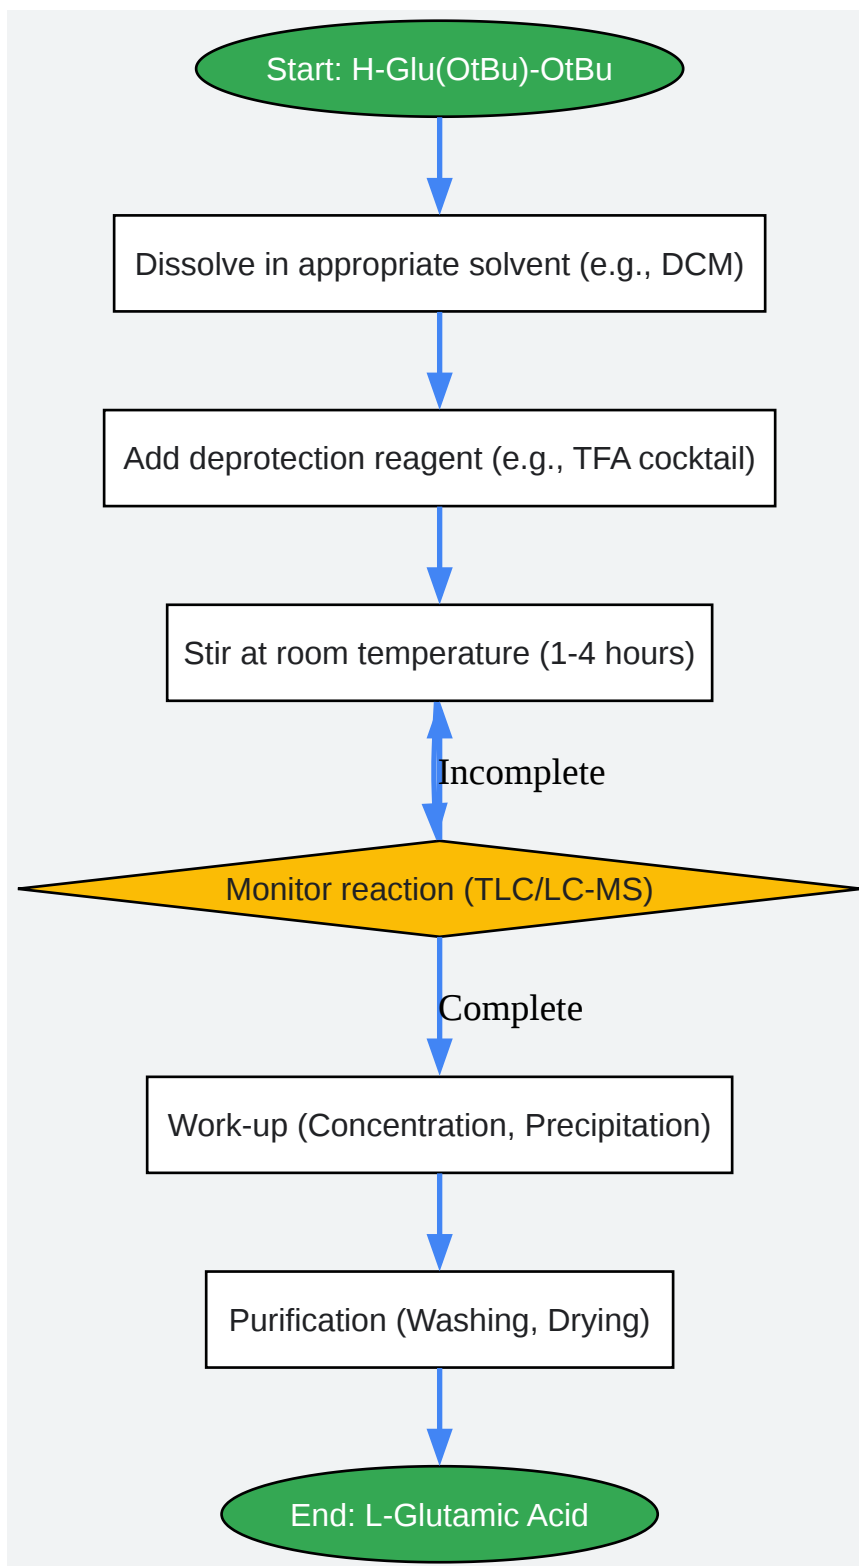 Start: H-Glu(OtBu)-OtBu
Dissolve in appropriate solvent (e.g., DCM)
Add deprotection reagent (e.g., TFA cocktail)
Stir at room temperature (1-4 hours)
Incomplete
Monitor reaction (TLC/LC-MS)
Complete
Work-up (Concentration, Precipitation)
Purification (Washing, Drying)
End: L-Glutamic Acid